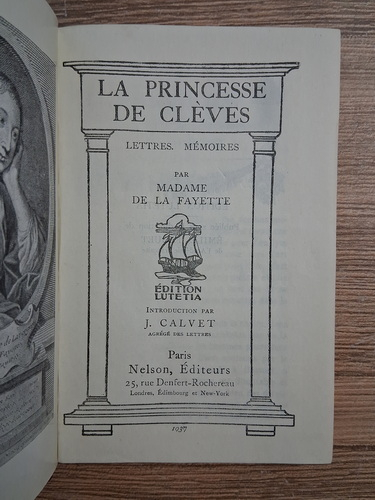 LA PRINCESSE
DE CLÈVES
LETTRES. MÉMOIRES
PAR
MADAME
DE LA FAYETTE
ÉDITION
LUTETIA
INTRODUCTION PAR
J. CALVET
AGRÉGÉ DES LETTRES
Paris
Nelson, Éditeurs
25, rue Denfert-Rochereau
Londres, Édimbourg et New-York
1937